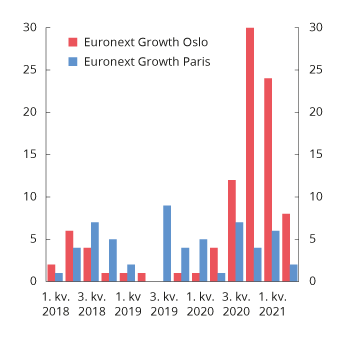 30 30
Euronext Growth Oslo
Euronext Growth Paris
25 25
20 20
15 15
10 10
5 5
0 0
1. kv. 3. kv. 1. kv 3. kv. 1. kv. 3. kv. 1. kv.
2018 2018 2019 2019 2020 2020 2021